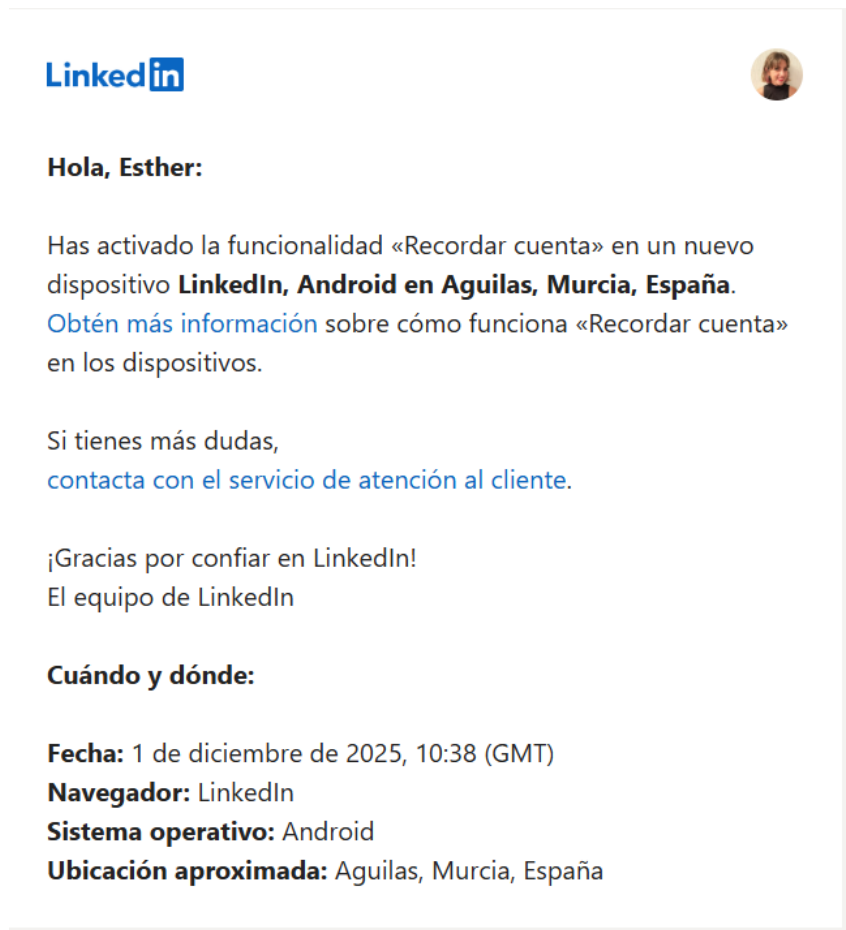 LinkedIn
Hola, Esther:
Has activado la funcionalidad «Recordar cuenta» en un nuevo
dispositivo LinkedIn, Android en Aguilas, Murcia, España.
Obtén más información sobre cómo funciona «Recordar cuenta»
en los dispositivos.
Si tienes más dudas,
contacta con el servicio de atención al cliente.
¡Gracias por confiar en LinkedIn!
El equipo de LinkedIn
Cuándo y dónde:
Fecha: 1 de diciembre de 2025, 10:38 (GMT)
Navegador: LinkedIn
Sistema operativo: Android
Ubicación aproximada: Aguilas, Murcia, España